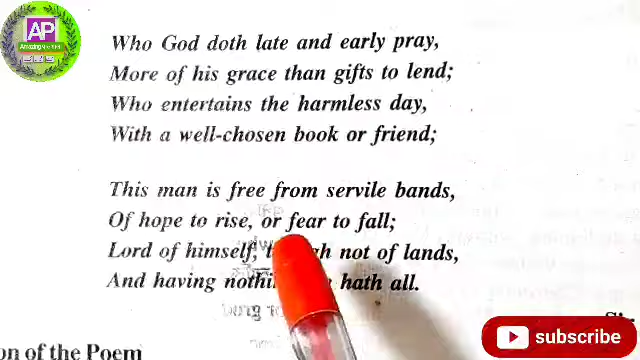 AP
Who God doth late and early pray,
More of his grace than gifts to lend;
Who entertains the harmless day,
With a well-chosen book or friend;
This man is free from servile bands,
Of hope to rise, or fear to fall;
Lord of himself, not of lands,
And having hath all.
on of the Poem
subscribe